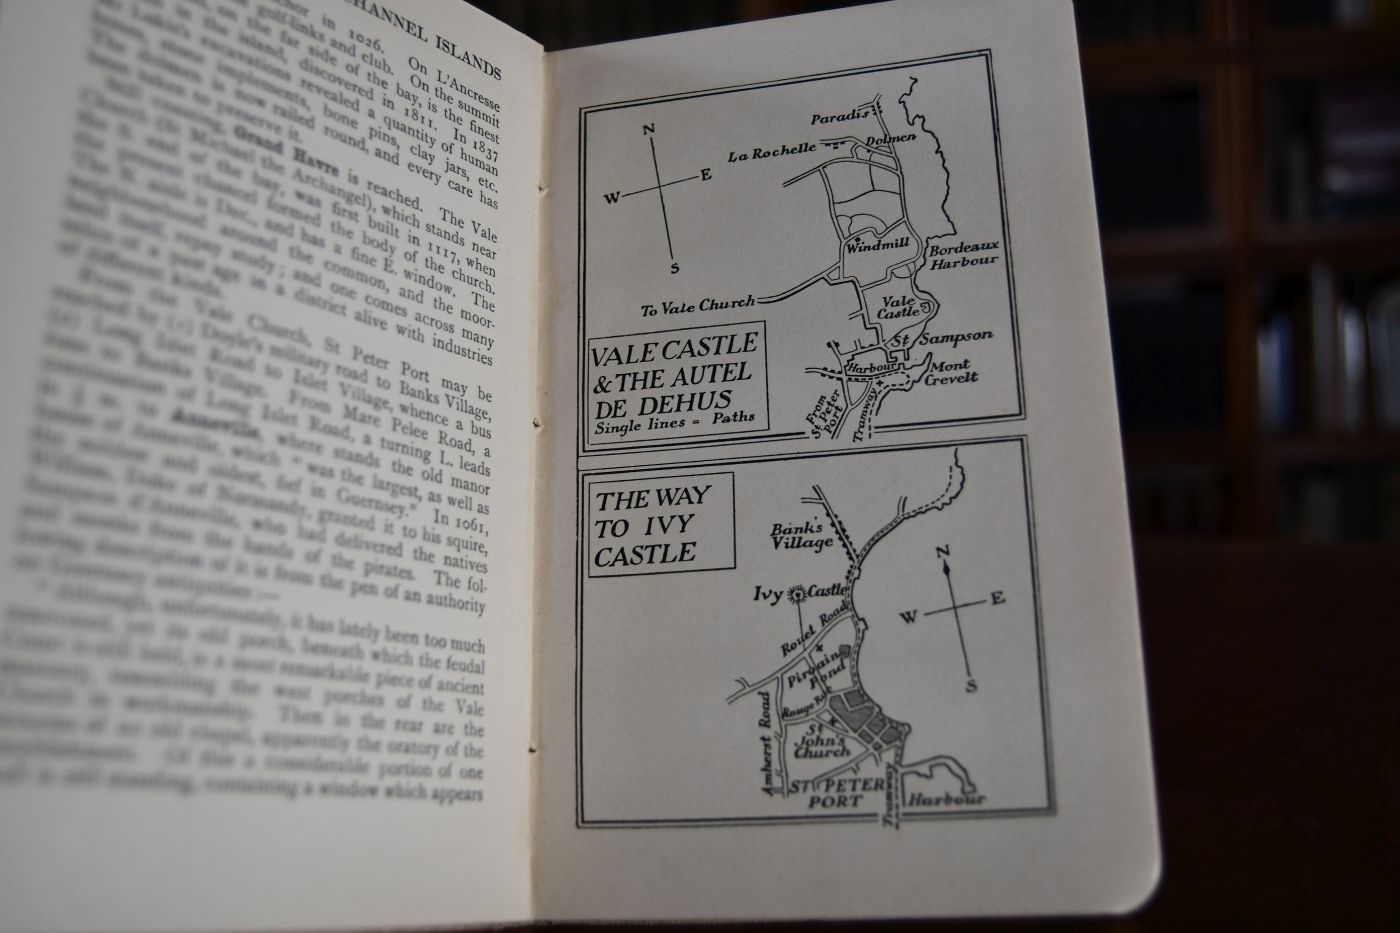 CHANNEL ISLANDS
in 1026. On L'Ancresse
golf-links and club. On the summit
on the far side of the bay, is the finest
the island, discovered in 1811. In 1837
Lukis's excavations revealed a quantity of human
stone implements, bone pins, clay jars, etc.
The dolmen is now railed round, and every care has
been taken to preserve it.
Grand Havre is reached. The Vale
Church (St. Michael the Archangel), which stands near
end of the bay, was first built in 1117, when
the present chancel formed the body of the church.
The N. aisle is Dec., and has a fine E. window. The
neighbourhood around the common, and the moor-
land itself, repay study; and one comes across many
relics of a past age, in a district alive with industries
of different kinds.
From the Vale Church, St Peter Port may be
reached by (1) Doyle's military road to Banks Village,
(2) Long Islet Road to Islet Village, whence a bus
runs to Banks Village. From Mare Pelee Road, a
continuation of Long Islet Road, a turning L. leads
to Anneville, where stands the old manor
house of Anneville, which "was the largest, as well as
the noblest and oldest, fief in Guernsey." In 1061,
William, Duke of Normandy, granted it to his squire,
Sampson d'Anneville, who had delivered the natives
from the hands of the pirates. The fol-
lowing description of it is from the pen of an authority
on Guernsey antiquities:—
"Although, unfortunately, it has lately been too much
its old porch, beneath which the feudal
Court is still held, is a most remarkable piece of ancient
resembling the west porches of the Vale
Church in workmanship. Then in the rear are the
remains of an old chapel, apparently the oratory of the
Of this a considerable portion of one
wall is still standing, containing a window which appears
N
W
E
S
Paradis
La Rochelle
Dolmen
Windmill
Bordeaux
Harbour
To Vale Church
Vale
Castle
St Sampson
Harbour
Mont
Crevelt
From
St Peter
Port
Tramway
VALE CASTLE
& THE AUTEL
DE DEHUS
Single lines = Paths
THE WAY
TO IVY
CASTLE
Bank's
Village
N
W
E
S
Ivy Castle
Rouet Road
Pirouin
Pond
Rouge Rue
Amherst Road
St
John's
Church
ST PETER
PORT
Tramway
Harbour